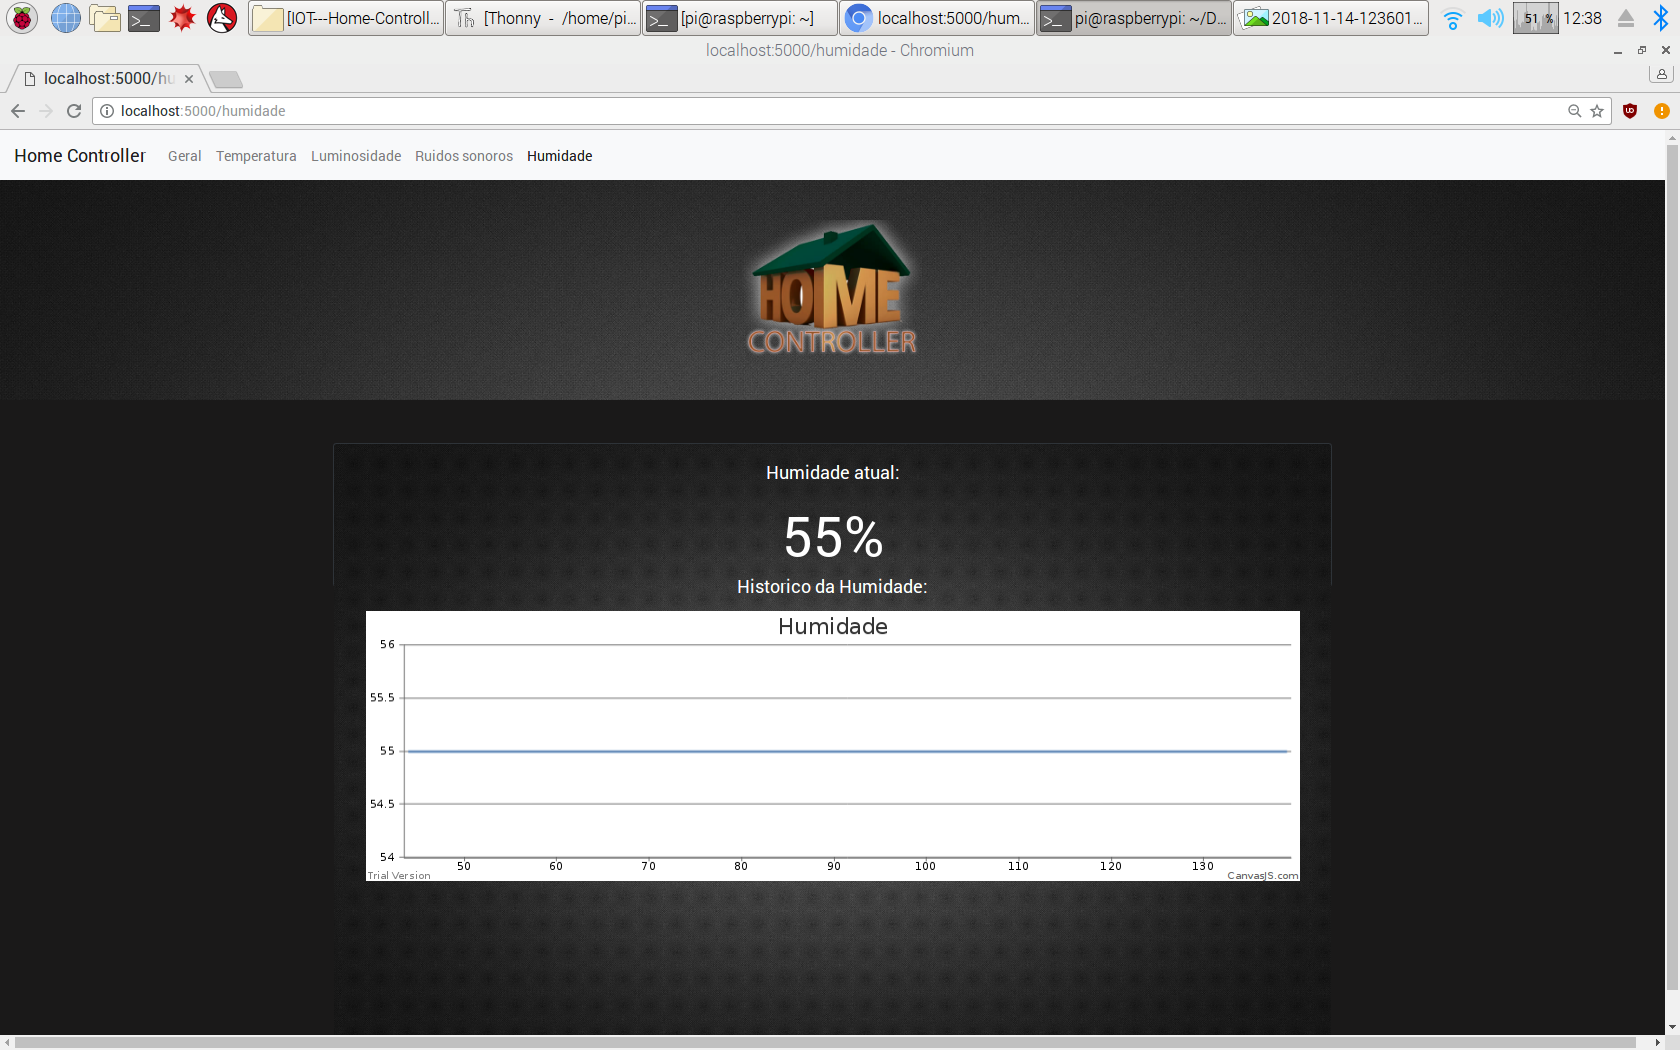 [IOT---Home-Controll... [Thonny - /home/pi... [pi@raspberrypi: ~] localhost:5000/hum... pi@raspberrypi: ~/D... 2018-11-14-123601... 51 % 12:38
localhost:5000/humidade - Chromium
localhost:5000/hu
localhost:5000/humidade
Home Controller Geral Temperatura Luminosidade Ruidos sonoros Humidade
HOME
CONTROLLER
Humidade atual:
55%
Historico da Humidade:
Humidade
56
55.5
55
54.5
54
50 60 70 80 90 100 110 120 130
Trial Version CanvasJS.com